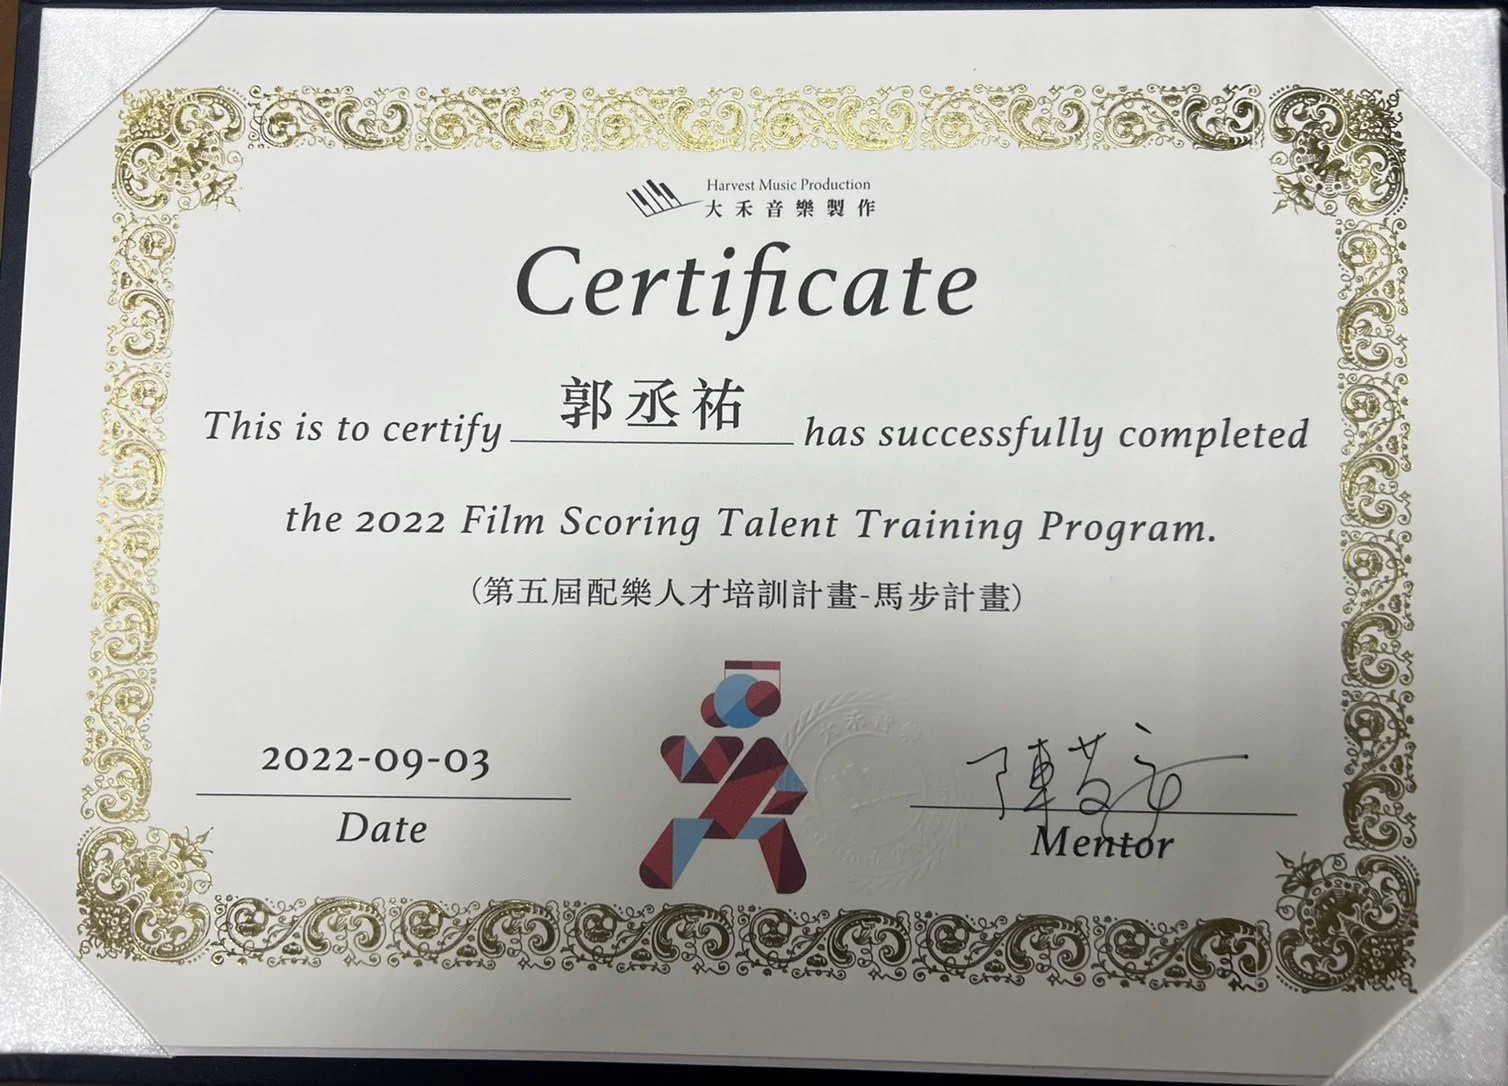 Harvest Music Production
大禾音樂製作
Certificate
This is to certify 郭丞祐 has successfully completed
the 2022 Film Scoring Talent Training Program.
(第五屆配樂人才培訓計畫-馬步計畫)
2022-09-03
Date
Mentor